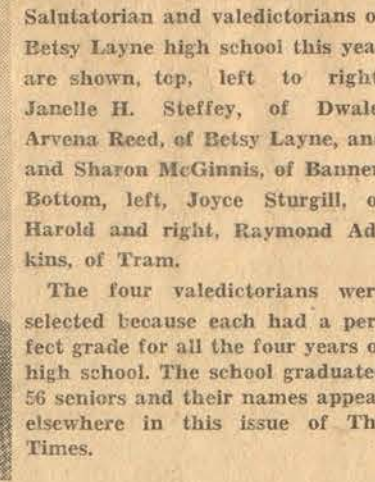 Salutatorian and valedictorians o
Betsy Layne high school this yea
are shown, top, left to right
Janelle H. Steffey, of Dwale
Arvena Reed, of Betsy Layne, an
and Sharon McGinnis, of Banner
Bottom, left, Joyce Sturgill, o
Harold and right, Raymond Ad
kins, of Tram.
The four valedictorians wer
selected because each had a per
fect grade for all the four years o
high school. The school graduate
56 seniors and their names appea
elsewhere in this issue of Th
Times.